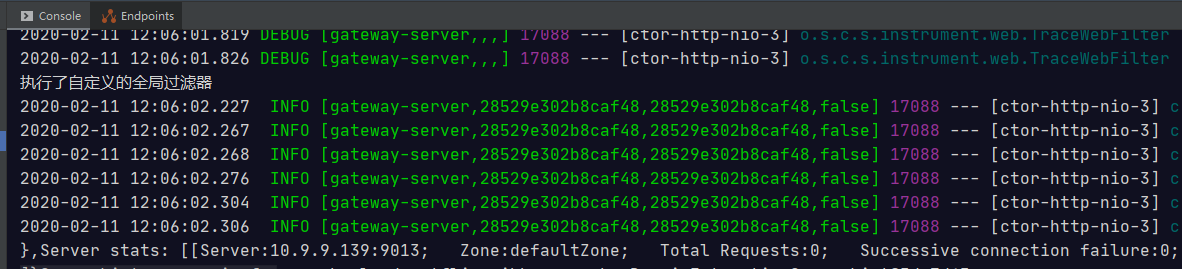 Console Endpoints
2020-02-11 12:06:01.819 DEBUG [gateway-server,,,] 17088 --- [ctor-http-nio-3] o.s.c.s.instrument.web.TraceWebFilter
2020-02-11 12:06:01.826 DEBUG [gateway-server,,,] 17088 --- [ctor-http-nio-3] o.s.c.s.instrument.web.TraceWebFilter
执行了自定义的全局过滤器
2020-02-11 12:06:02.227  INFO [gateway-server,28529e302b8caf48,28529e302b8caf48,false] 17088 --- [ctor-http-nio-3] c
2020-02-11 12:06:02.267  INFO [gateway-server,28529e302b8caf48,28529e302b8caf48,false] 17088 --- [ctor-http-nio-3] c
2020-02-11 12:06:02.268  INFO [gateway-server,28529e302b8caf48,28529e302b8caf48,false] 17088 --- [ctor-http-nio-3] c
2020-02-11 12:06:02.276  INFO [gateway-server,28529e302b8caf48,28529e302b8caf48,false] 17088 --- [ctor-http-nio-3] c
2020-02-11 12:06:02.304  INFO [gateway-server,28529e302b8caf48,28529e302b8caf48,false] 17088 --- [ctor-http-nio-3] c
2020-02-11 12:06:02.306  INFO [gateway-server,28529e302b8caf48,28529e302b8caf48,false] 17088 --- [ctor-http-nio-3] c
},Server stats: [[Server:10.9.9.139:9013;   Zone:defaultZone;   Total Requests:0;   Successive connection failure:0;